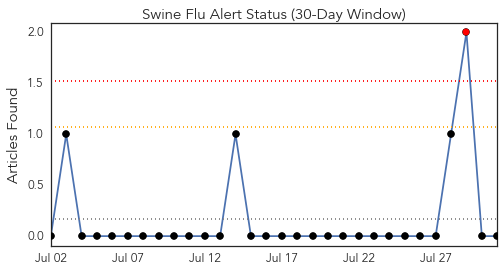 Swine Flu Alert Status (30-Day Window)
Articles Found
2.0
1.5
1.0
0.5
0.0
Jul 02
Jul 07
Jul 12
Jul 17
Jul 22
Jul 27